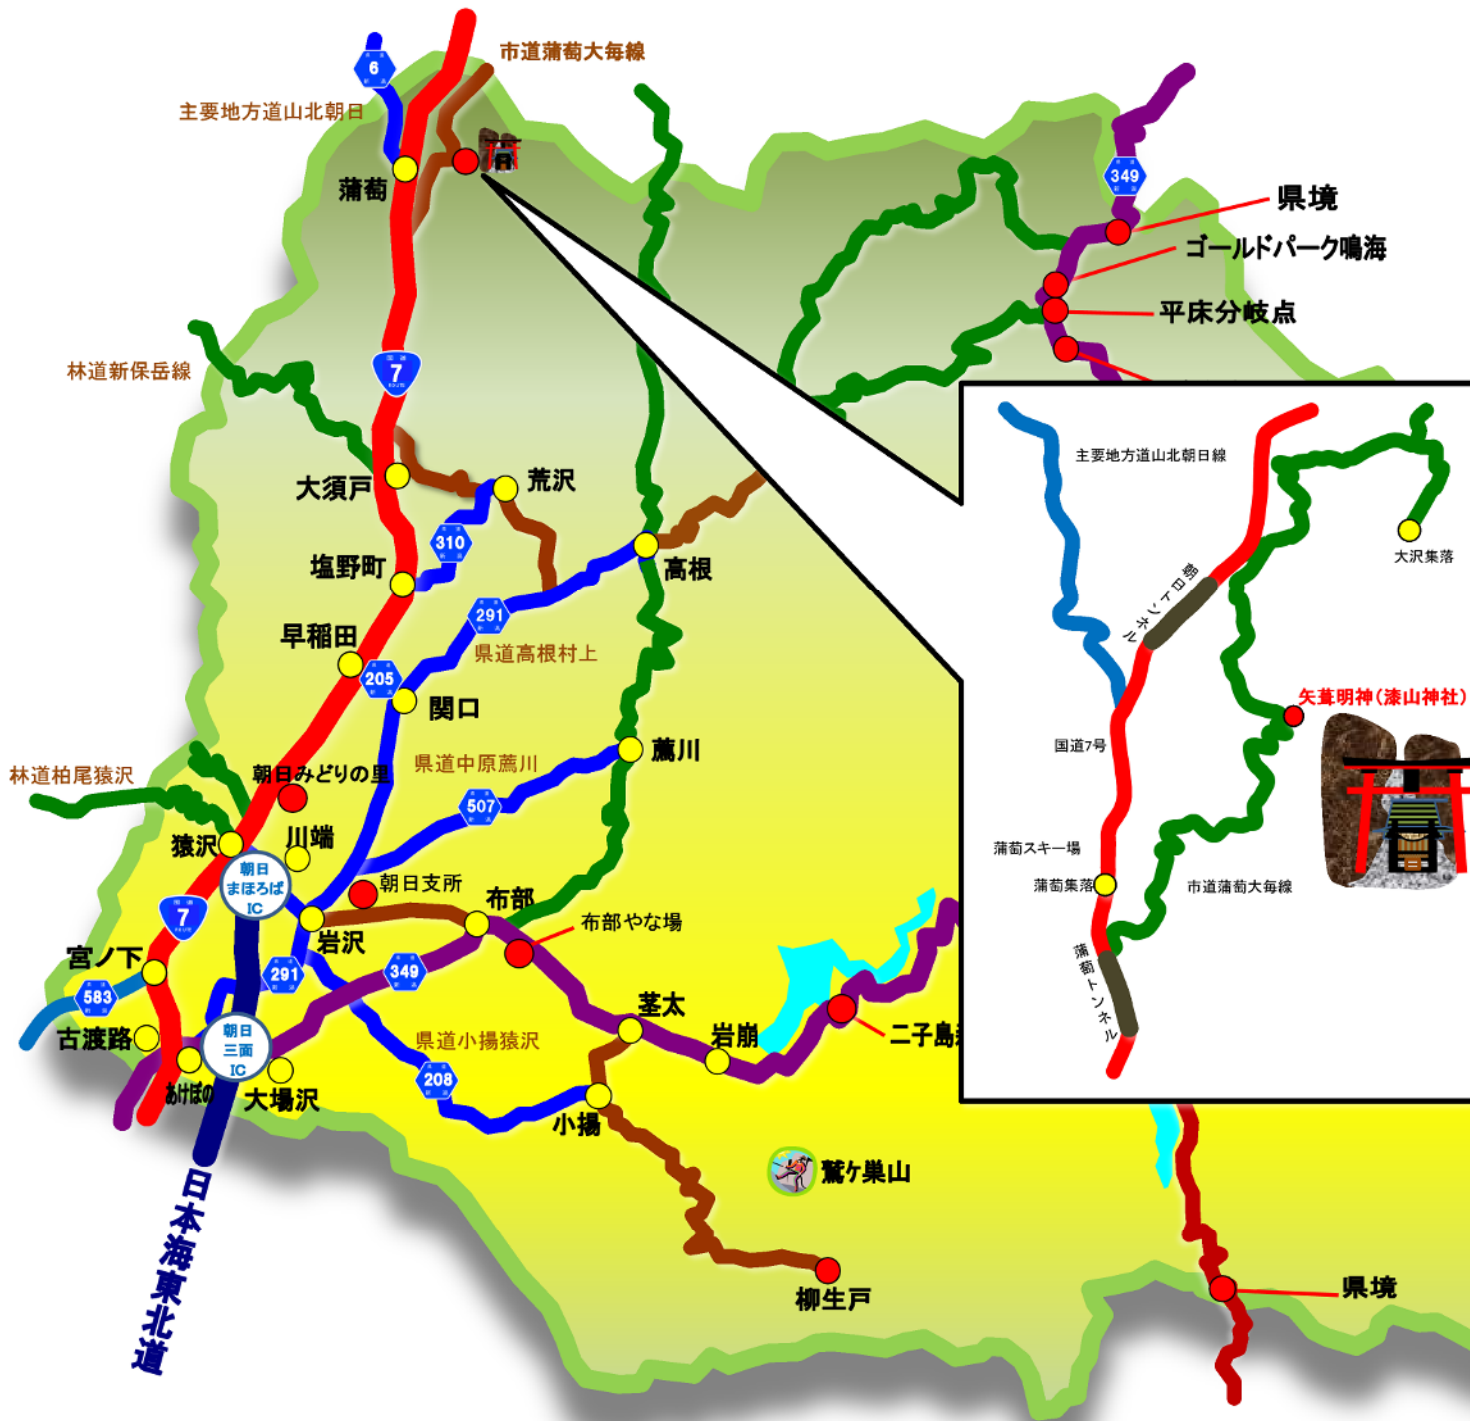 市道蒲萄大毎線
6
主要地方道山北朝日
蒲萄
349
県境
ゴールドパーク鳴海
平床分岐点
林道新保岳線
国道
7
ROUTE
大須戸
荒沢
310
塩野町
高根
291
早稲田
県道高根村上
205
関口
県道中原薦川
薦川
林道柏尾猿沢
朝日みどりの里
507
猿沢
川端
朝日
まほろば
IC
朝日支所
布部
国道
7
ROUTE
岩沢
布部やな場
宮ノ下
291
349
583
茎太
古渡路
朝日
三面
IC
県道小揚猿沢
岩崩
二子島
208
あけぼの
大場沢
小揚
鷲ケ巣山
日本海東北道
柳生戸
県境
主要地方道山北朝日線
大沢集落
朝日トンネル
矢葺明神(漆山神社)
国道7号
蒲萄スキー場
蒲萄集落
市道蒲萄大毎線
蒲萄トンネル